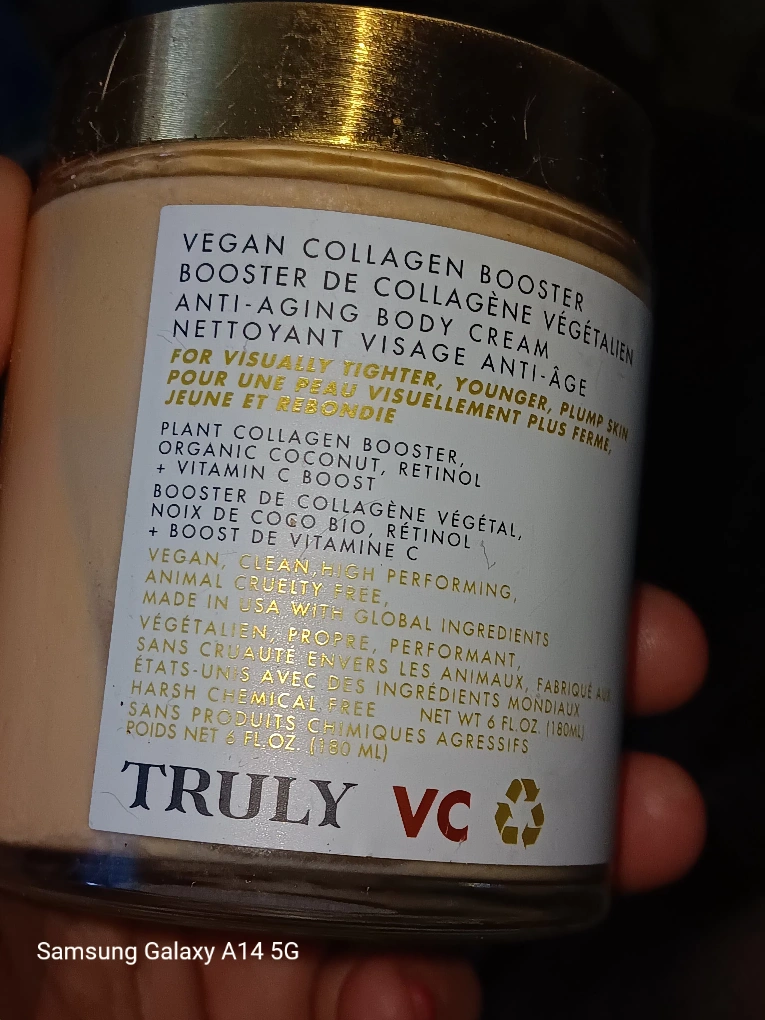 VEGAN COLLAGEN BOOSTER
BOOSTER DE COLLAGÈNE VÉGÉTALIEN
ANTI-AGING BODY CREAM
NETTOYANT VISAGE ANTI-ÂGE
FOR VISUALLY TIGHTER, YOUNGER, PLUMP SKIN
POUR UNE PEAU VISUELLEMENT PLUS FERME,
JEUNE ET REBONDIE
PLANT COLLAGEN BOOSTER,
ORGANIC COCONUT, RETINOL
+ VITAMIN C BOOST
BOOSTER DE COLLAGÈNE VÉGÉTAL,
NOIX DE COCO BIO, RÉTINOL
+ BOOST DE VITAMINE C
VEGAN, CLEAN,HIGH PERFORMING,
ANIMAL CRUELTY FREE,
MADE IN USA WITH GLOBAL INGREDIENTS
VÉGÉTALIEN, PROPRE, PERFORMANT,
SANS CRUAUTÉ ENVERS LES ANIMAUX, FABRIQUÉ AUX
ÉTATS-UNIS AVEC DES INGRÉDIENTS MONDIAUX
HARSH CHEMICAL FREE NET WT 6 FL.OZ. (180ML)
SANS PRODUITS CHIMIQUES AGRESSIFS
POIDS NET 6 FL.OZ. (180 ML)
TRULY VC
Samsung Galaxy A14 5G